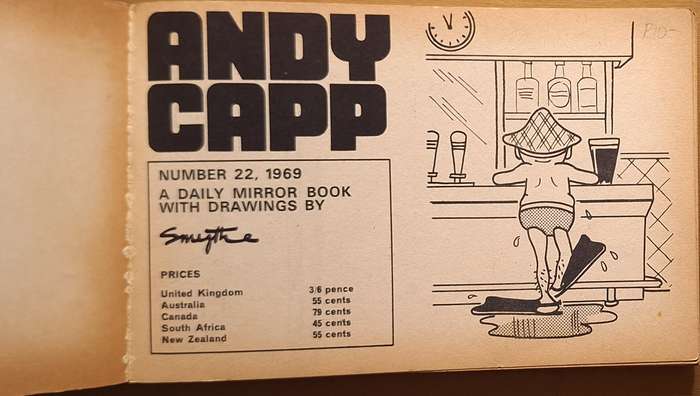 ANDY
CAPP
NUMBER 22, 1969
A DAILY MIRROR BOOK
WITH DRAWINGS BY
Smythe
PRICES
United Kingdom 3/6 pence
Australia 55 cents
Canada 79 cents
South Africa 45 cents
New Zealand 55 cents